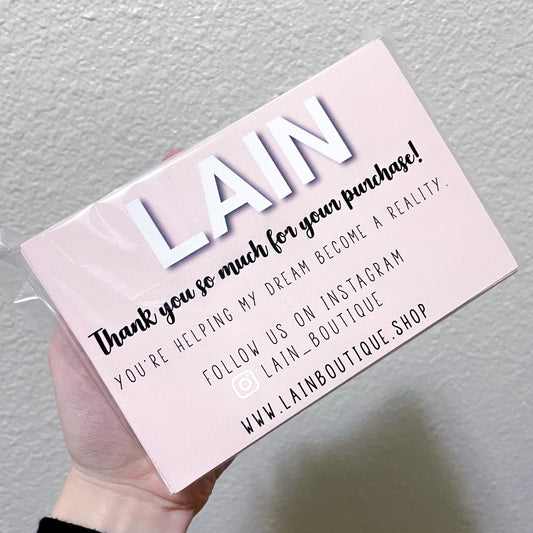 LAIN
Thank you so much for your purchase!
YOU'RE HELPING MY DREAM BECOME A REALITY.
FOLLOW US ON INSTAGRAM
LAIN_BOUTIQUE
WWW.LAINBOUTIQUE.SHOP